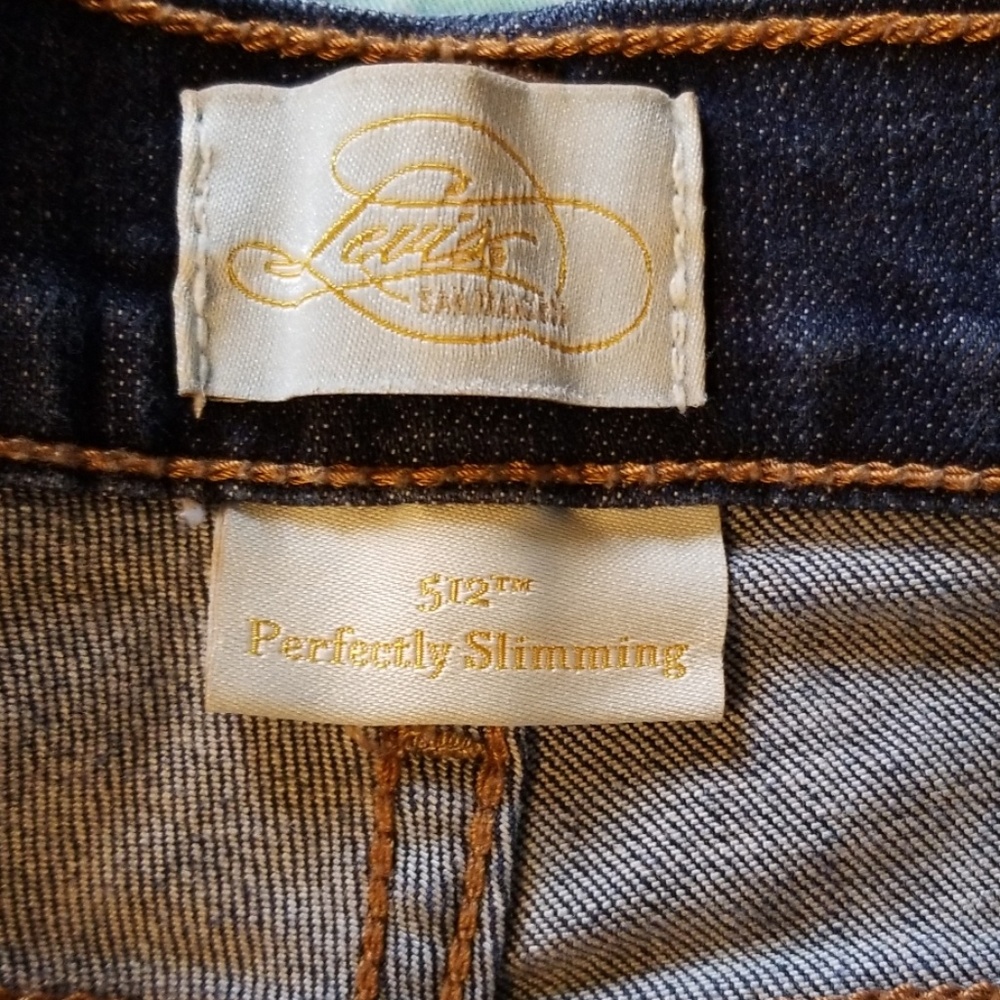 Levi's
512™
Perfectly Slimming